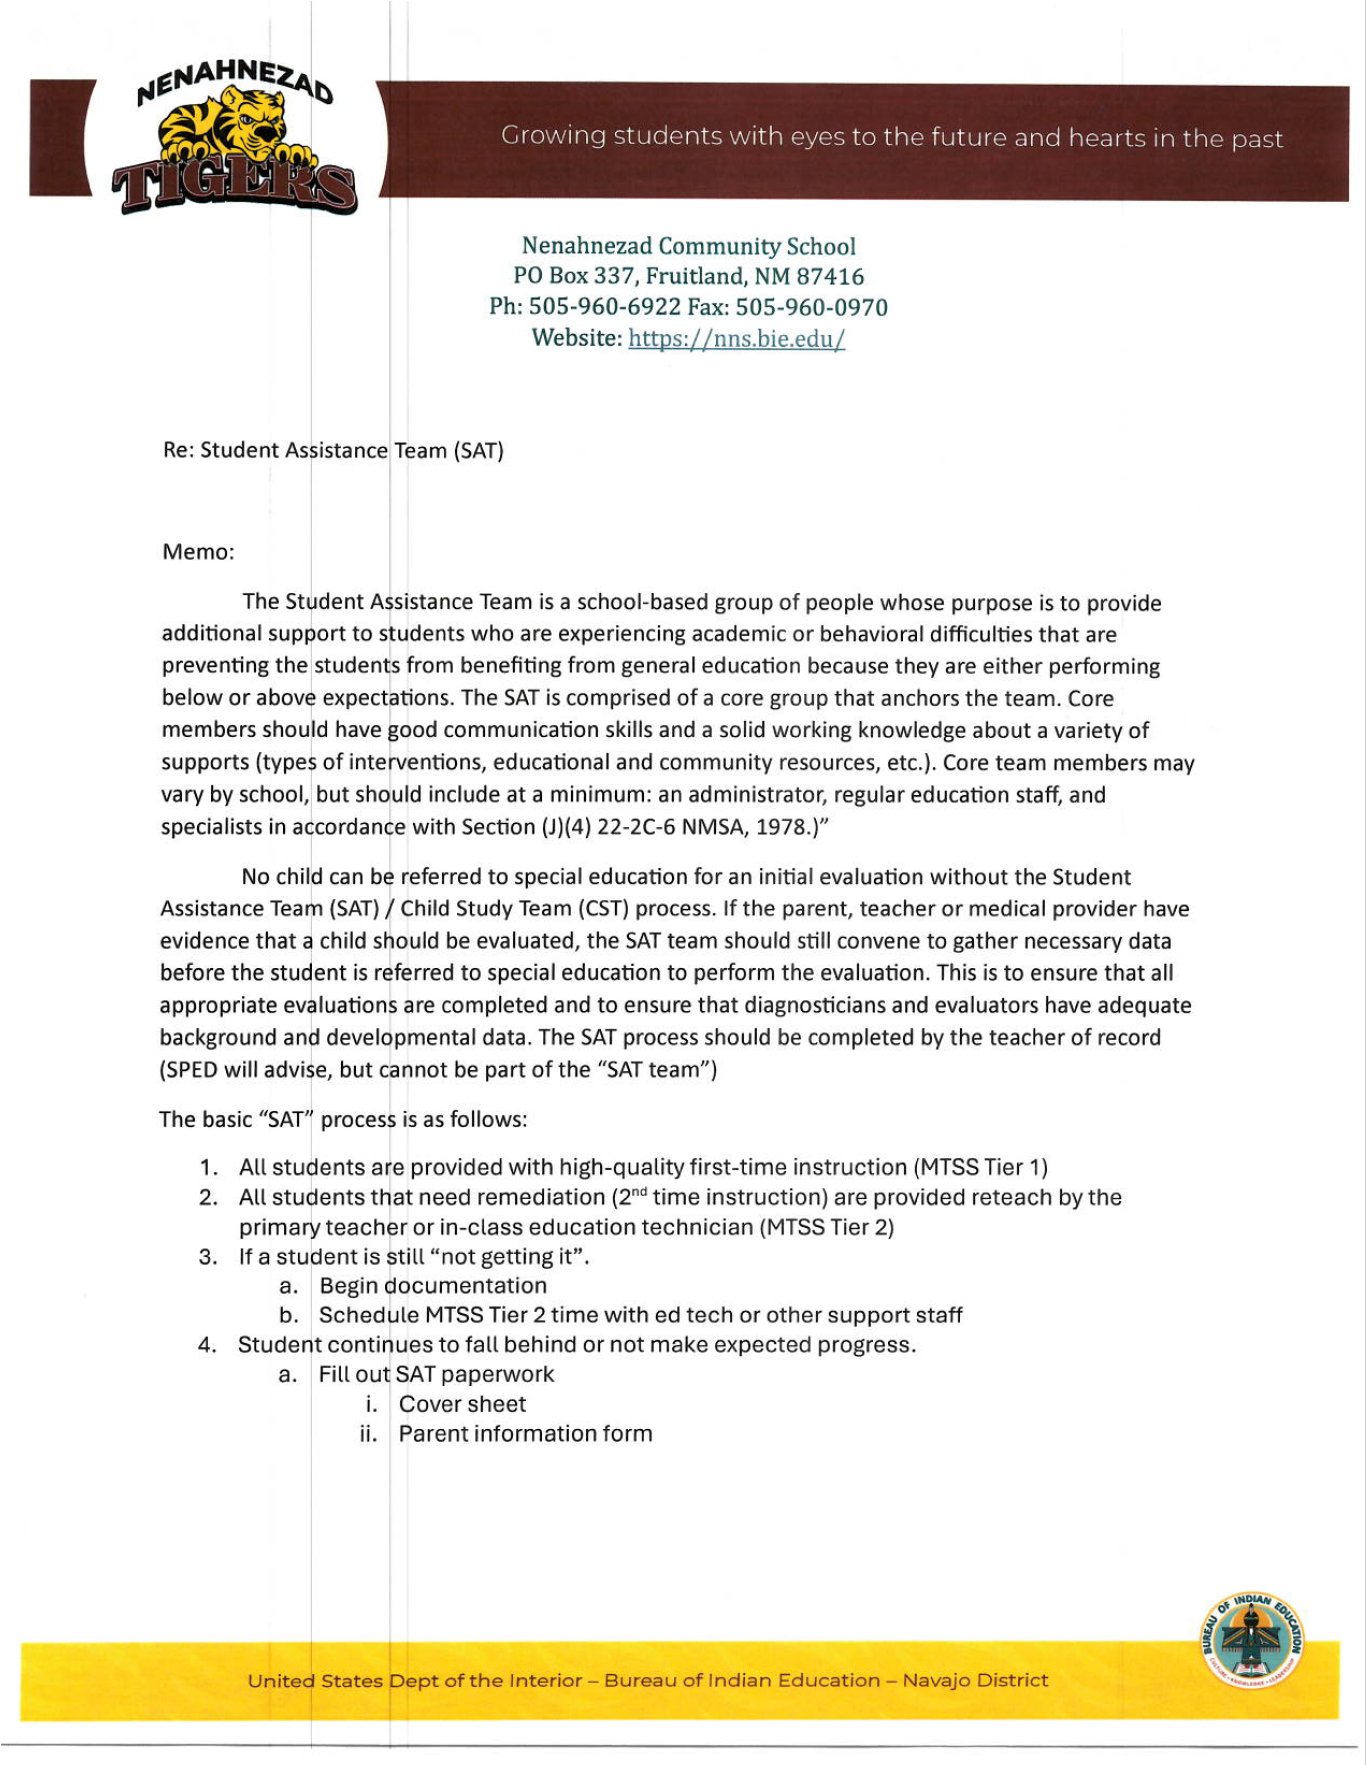 NENAHNEZAD
TIGERS
Growing students with eyes to the future and hearts in the past
Nenahnezad Community School
PO Box 337, Fruitland, NM 87416
Ph: 505-960-6922 Fax: 505-960-0970
Website: https://nns.bie.edu/
Re: Student Assistance Team (SAT)
Memo:
The Student Assistance Team is a school-based group of people whose purpose is to provide
additional support to students who are experiencing academic or behavioral difficulties that are
preventing the students from benefiting from general education because they are either performing
below or above expectations. The SAT is comprised of a core group that anchors the team. Core
members should have good communication skills and a solid working knowledge about a variety of
supports (types of interventions, educational and community resources, etc.). Core team members may
vary by school, but should include at a minimum: an administrator, regular education staff, and
specialists in accordance with Section (J)(4) 22-2C-6 NMSA, 1978.)”
No child can be referred to special education for an initial evaluation without the Student
Assistance Team (SAT) / Child Study Team (CST) process. If the parent, teacher or medical provider have
evidence that a child should be evaluated, the SAT team should still convene to gather necessary data
before the student is referred to special education to perform the evaluation. This is to ensure that all
appropriate evaluations are completed and to ensure that diagnosticians and evaluators have adequate
background and developmental data. The SAT process should be completed by the teacher of record
(SPED will advise, but cannot be part of the “SAT team”)
The basic “SAT” process is as follows:
1. All students are provided with high-quality first-time instruction (MTSS Tier 1)
2. All students that need remediation (2nd time instruction) are provided reteach by the
primary teacher or in-class education technician (MTSS Tier 2)
3. If a student is still “not getting it”.
a. Begin documentation
b. Schedule MTSS Tier 2 time with ed tech or other support staff
4. Student continues to fall behind or not make expected progress.
a. Fill out SAT paperwork
i. Cover sheet
ii. Parent information form
BUREAU OF INDIAN EDUCATION
CULTURE • KNOWLEDGE • LEADERSHIP
United States Dept of the Interior – Bureau of Indian Education – Navajo District